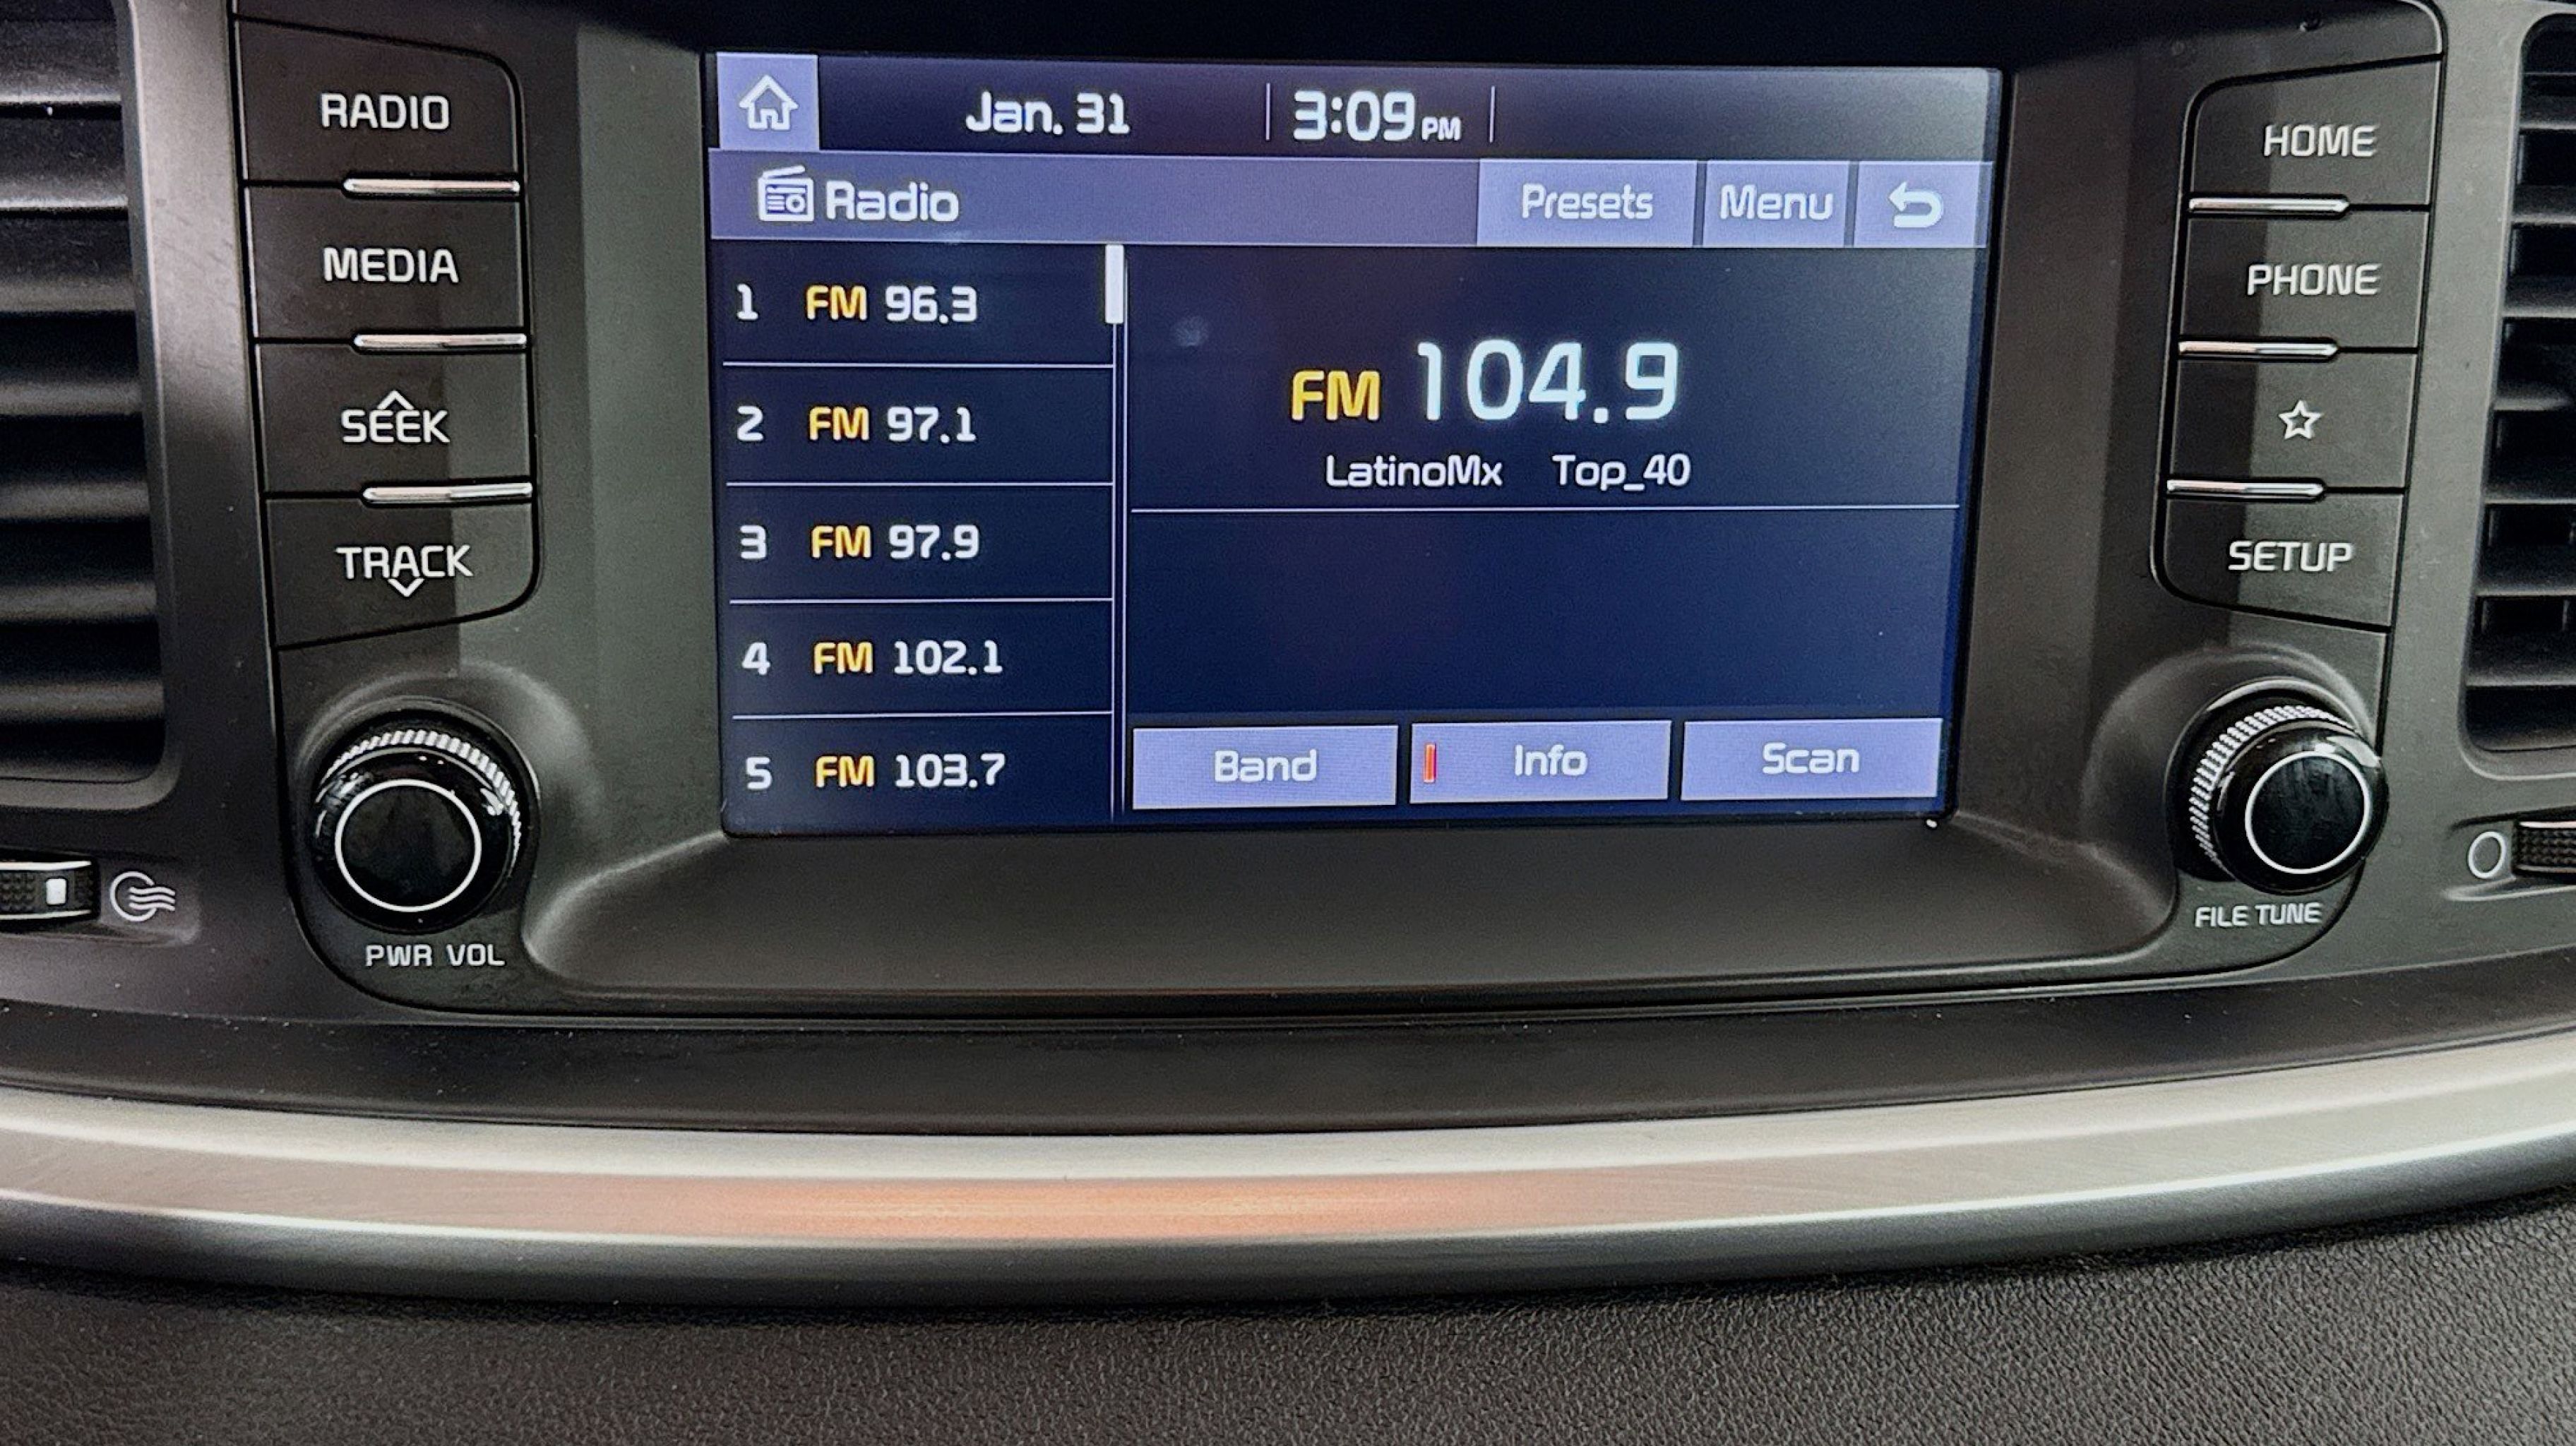 RADIO
MEDIA
SEEK
TRACK
PWR VOL
Jan. 31 3:09 PM
Radio Presets Menu
1 FM 96.3
2 FM 97.1
3 FM 97.9
4 FM 102.1
5 FM 103.7
FM 104.9
LatinoMx Top_40
Band Info Scan
HOME
PHONE
SETUP
FILE TUNE